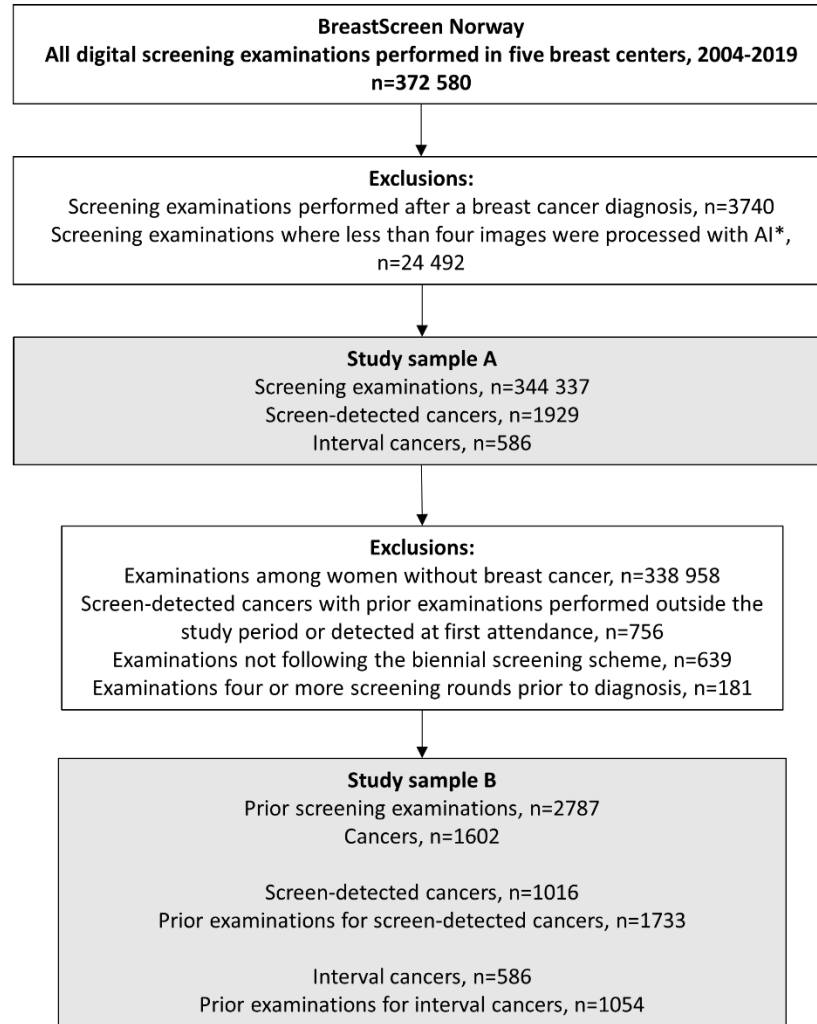 BreastScreen Norway
All digital screening examinations performed in five breast centers, 2004-2019
n=372 580
Exclusions:
Screening examinations performed after a breast cancer diagnosis, n=3740
Screening examinations where less than four images were processed with AI*,
n=24 492
Study sample A
Screening examinations, n=344 337
Screen-detected cancers, n=1929
Interval cancers, n=586
Exclusions:
Examinations among women without breast cancer, n=338 958
Screen-detected cancers with prior examinations performed outside the
study period or detected at first attendance, n=756
Examinations not following the biennial screening scheme, n=639
Examinations four or more screening rounds prior to diagnosis, n=181
Study sample B
Prior screening examinations, n=2787
Cancers, n=1602
Screen-detected cancers, n=1016
Prior examinations for screen-detected cancers, n=1733
Interval cancers, n=586
Prior examinations for interval cancers, n=1054